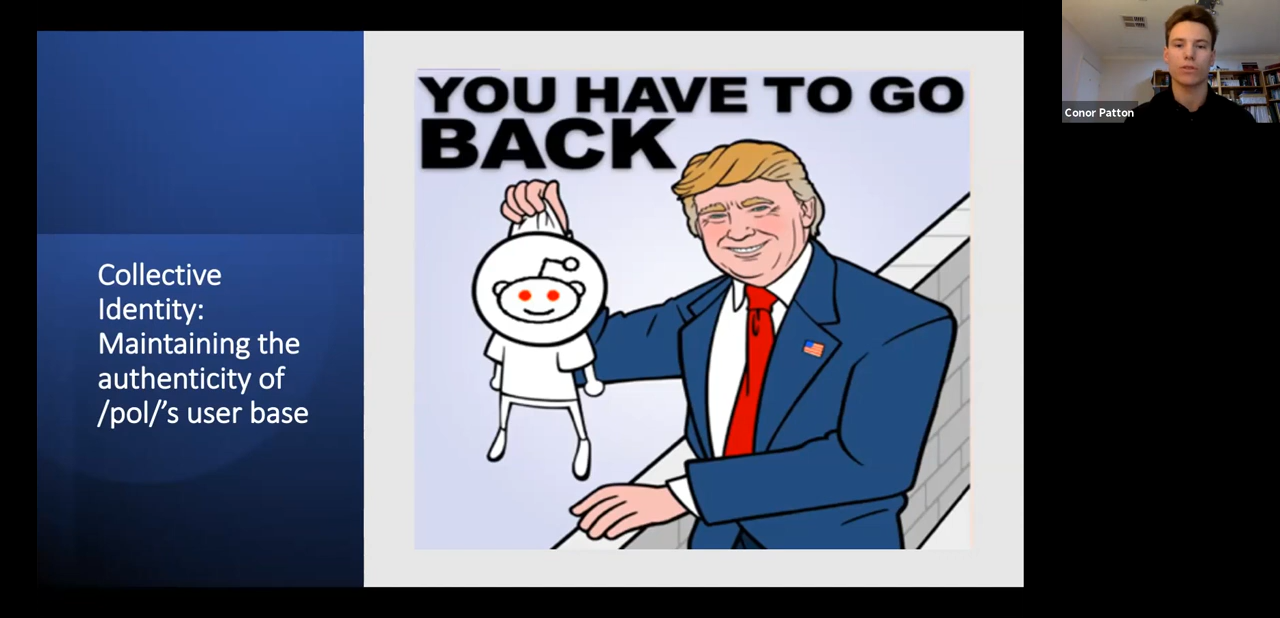 YOU HAVE TO GO
BACK
Collective
Identity:
Maintaining the
authenticity of
/pol/’s user base
Conor Patton